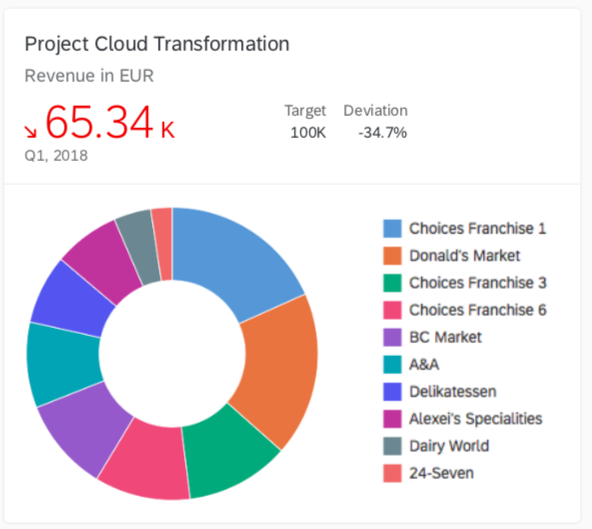 Project Cloud Transformation
Revenue in EUR
65.34 K
Target Deviation
100K -34.7%
Q1, 2018
Choices Franchise 1
Donald's Market
Choices Franchise 3
Choices Franchise 6
BC Market
A&A
Delikatessen
Alexei's Specialities
Dairy World
24-Seven